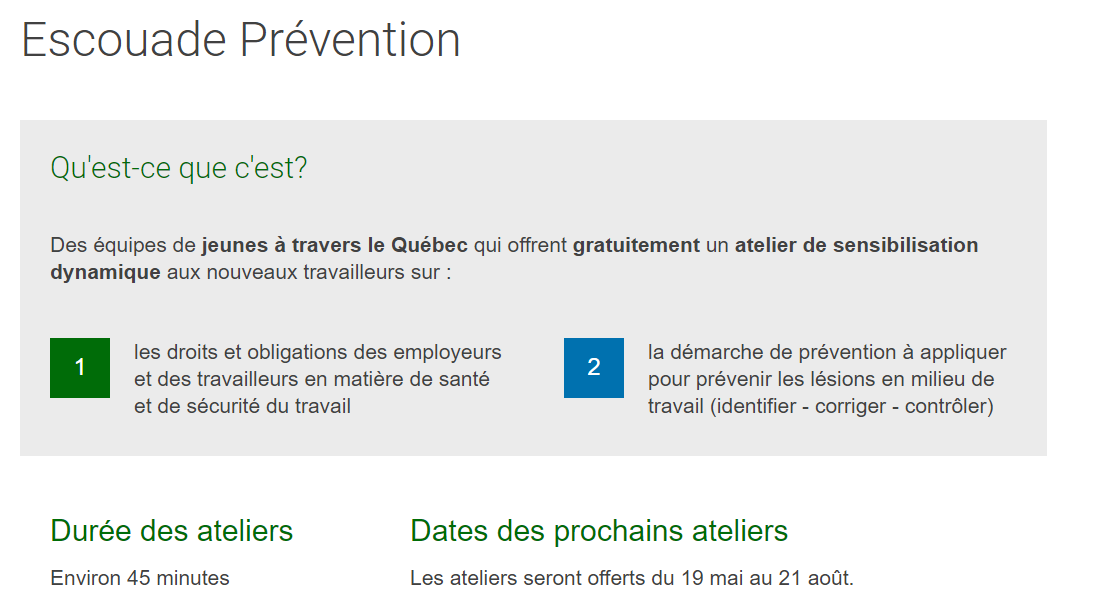 Escouade Prévention
Qu'est-ce que c'est?
Des équipes de jeunes à travers le Québec qui offrent gratuitement un atelier de sensibilisation
dynamique aux nouveaux travailleurs sur :
1
les droits et obligations des employeurs
et des travailleurs en matière de santé
et de sécurité du travail
2
la démarche de prévention à appliquer
pour prévenir les lésions en milieu de
travail (identifier - corriger - contrôler)
Durée des ateliers
Environ 45 minutes
Dates des prochains ateliers
Les ateliers seront offerts du 19 mai au 21 août.